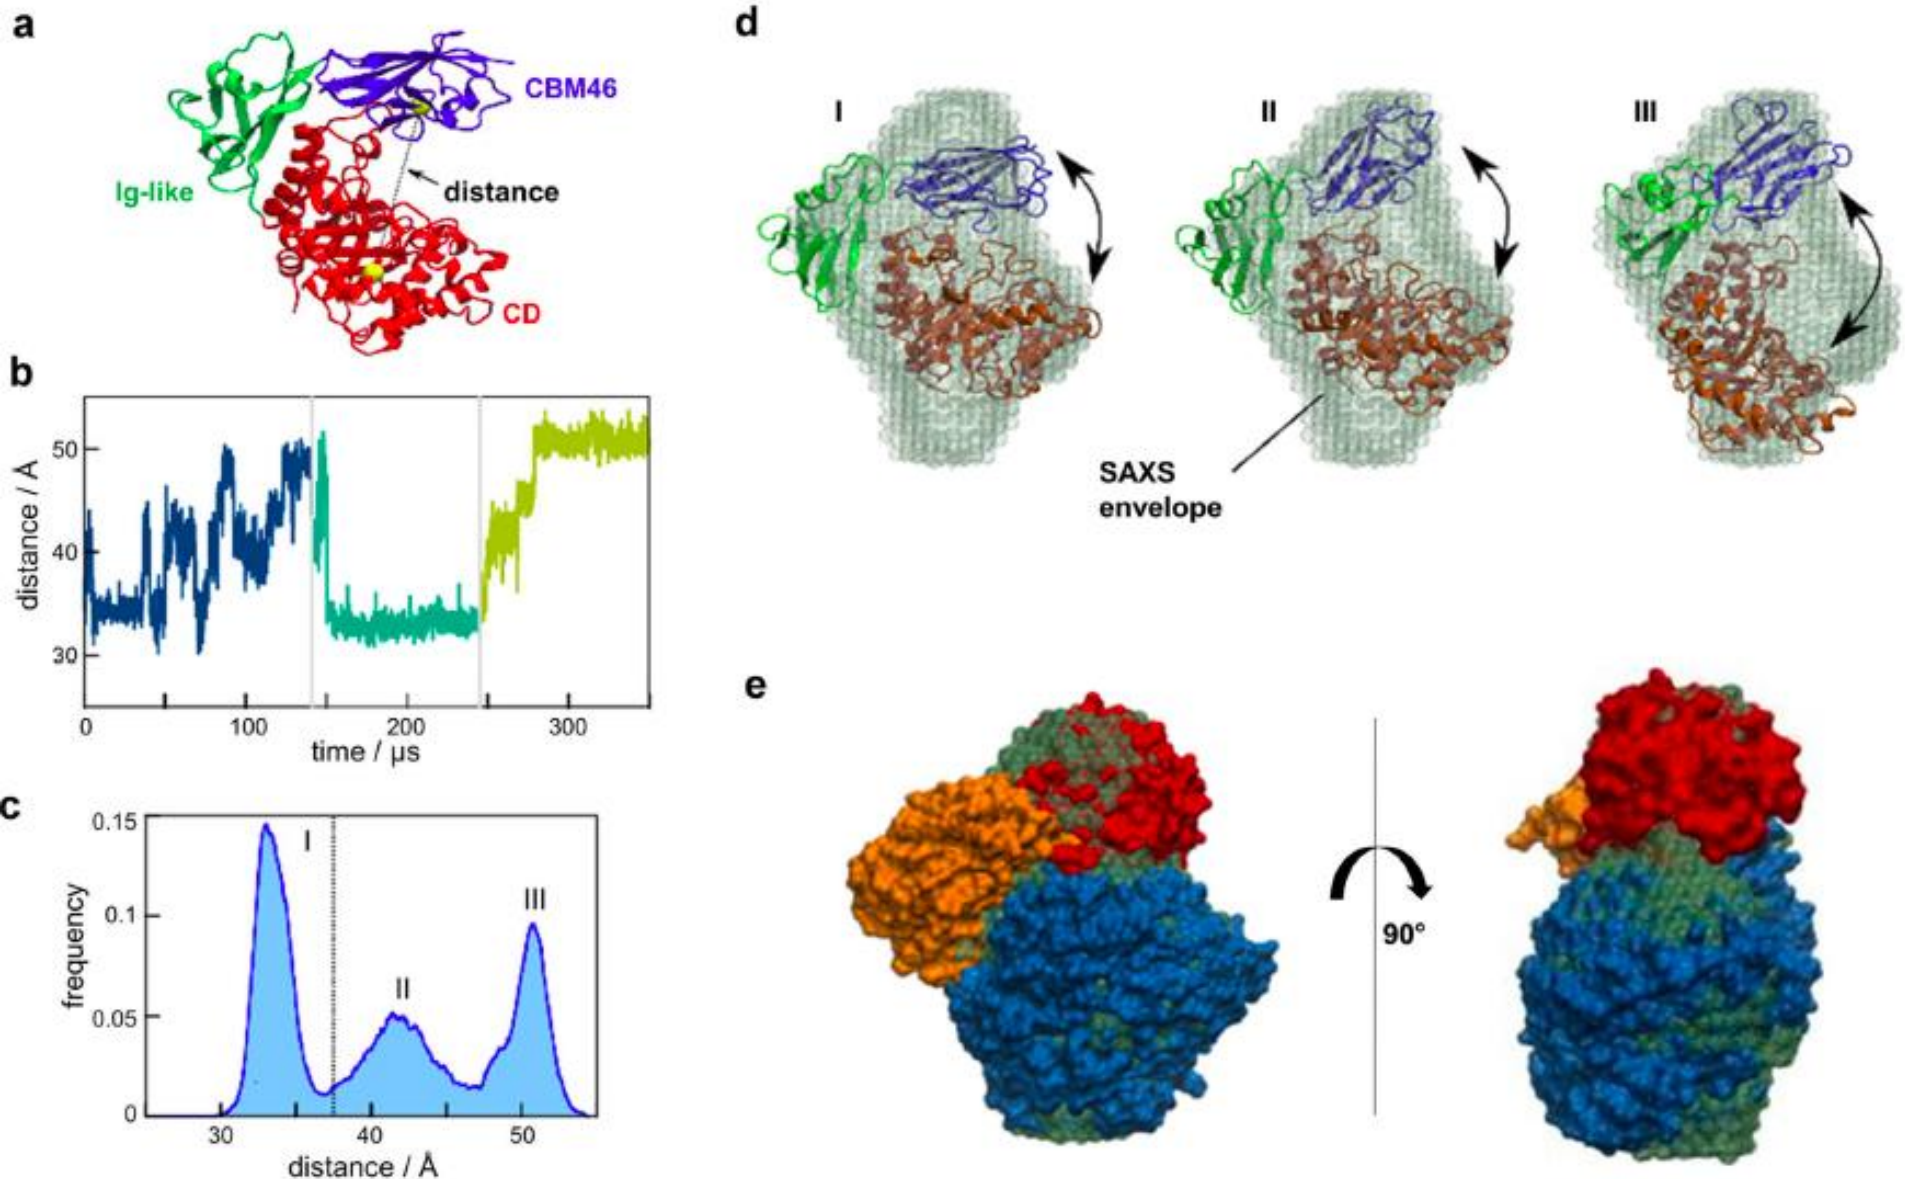 a
CBM46
Ig-like
distance
CD
b
50
40
30
distance / Å
0
100
200
300
time / µs
c
0.15
0.1
0.05
0
frequency
I
II
III
30
40
50
distance / Å
d
I
II
III
SAXS
envelope
e
90°